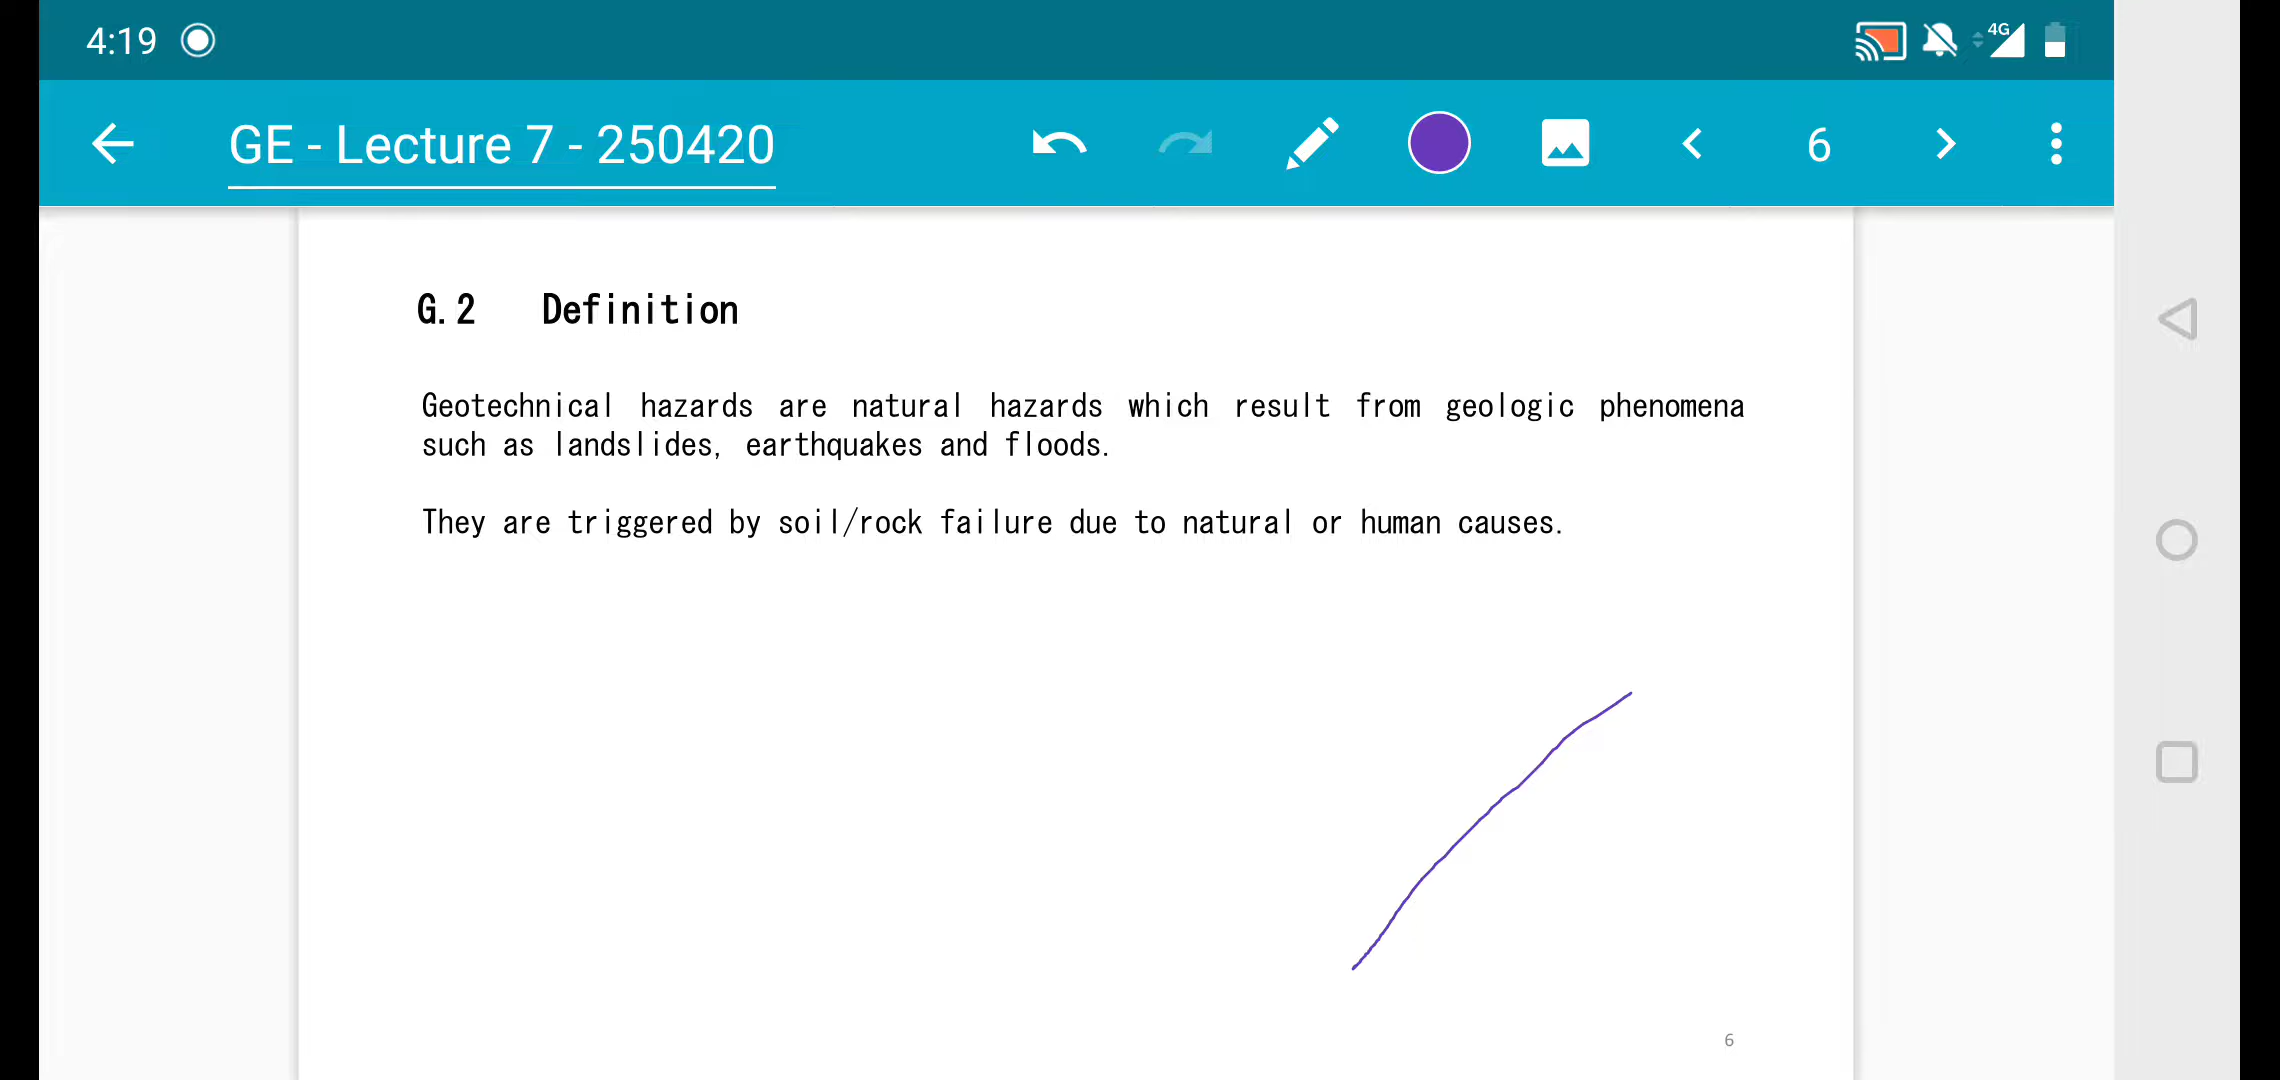 4:19
4G
GE - Lecture 7 - 250420
6
G.2 Definition
Geotechnical hazards are natural hazards which result from geologic phenomena
such as landslides, earthquakes and floods.
They are triggered by soil/rock failure due to natural or human causes.
6